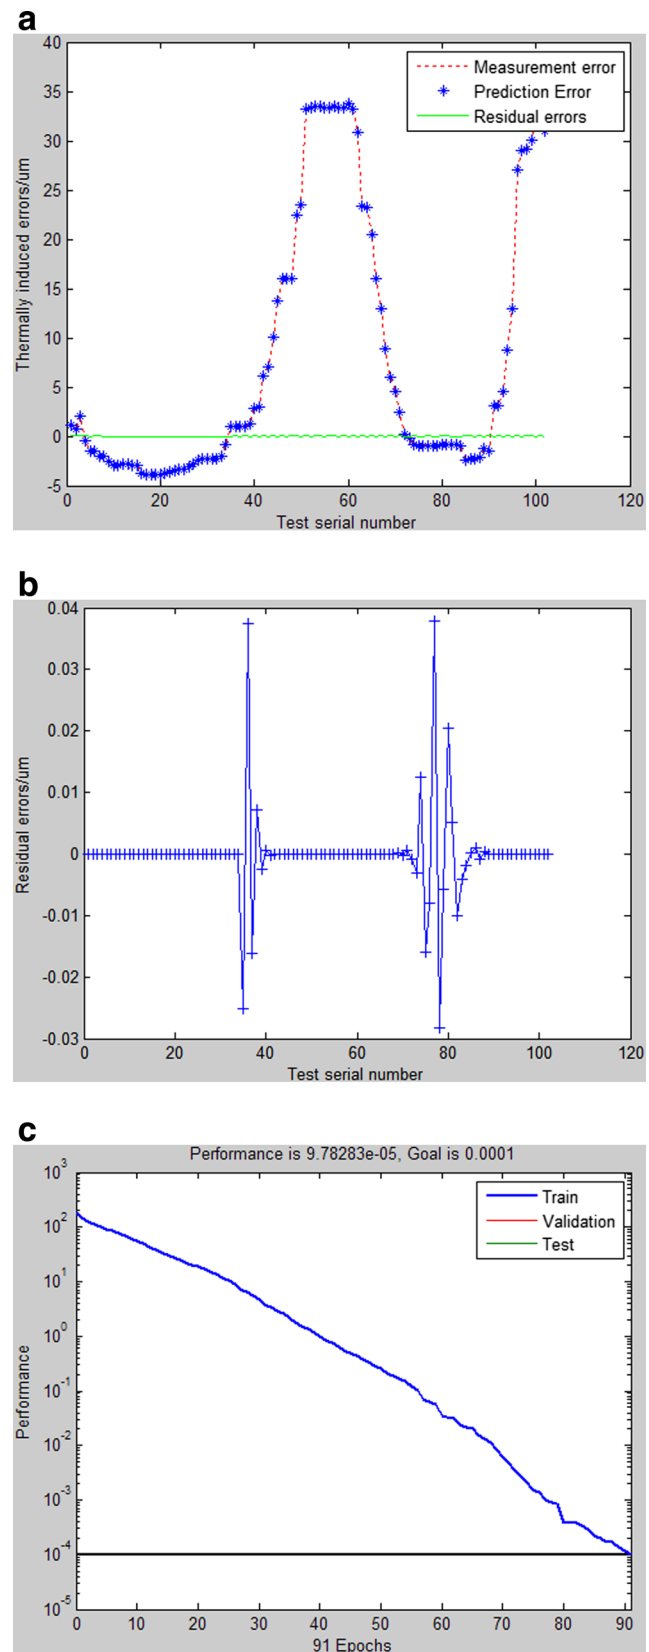 a
40
35
30
25
20
15
10
5
0
-5
Thermally induced errors/um
Measurement error
Prediction Error
Residual errors
0 20 40 60 80 100 120
Test serial number
b
0.04
0.03
0.02
0.01
0
-0.01
-0.02
-0.03
Residual errors/um
0 20 40 60 80 100 120
Test serial number
c
Performance is 9.78283e-05, Goal is 0.0001
10^3
10^2
10^1
10^0
10^-1
10^-2
10^-3
10^-4
10^-5
Performance
Train
Validation
Test
0 10 20 30 40 50 60 70 80 90
91 Epochs